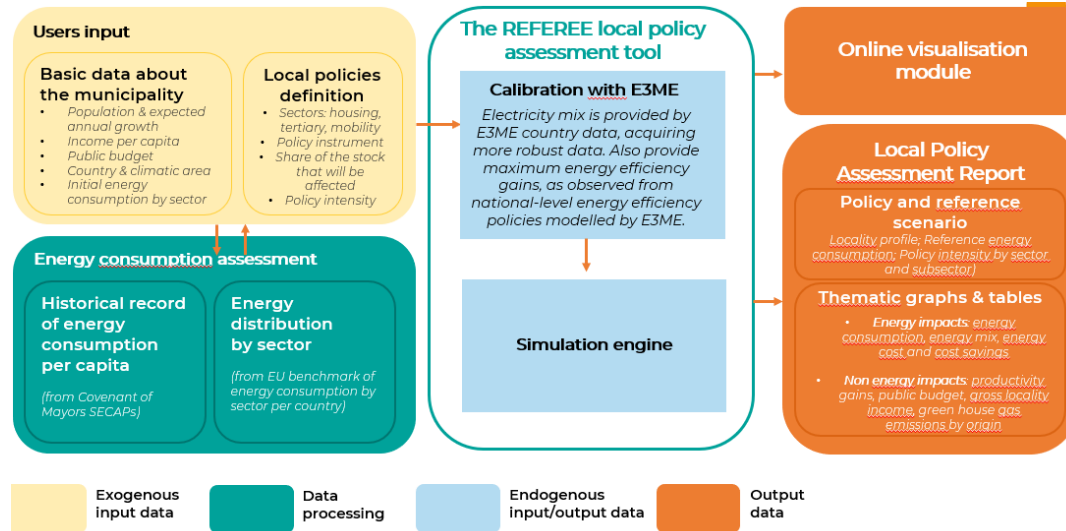 Users input
Basic data about
the municipality
• Population & expected
annual growth
• Income per capita
• Public budget
• Country & climatic area
• Initial energy
consumption by sector
Local policies
definition
• Sectors: housing,
tertiary, mobility
• Policy instrument
• Share of the stock
that will be
affected
• Policy intensity
Energy consumption assessment
Historical record
of energy
consumption
per capita
(from Covenant of
Mayors SECAPs)
Energy
distribution
by sector
(from EU benchmark of
energy consumption by
sector per country)
The REFEREE local policy
assessment tool
Calibration with E3ME
Electricity mix is provided by
E3ME country data, acquiring
more robust data. Also provide
maximum energy efficiency
gains, as observed from
national-level energy efficiency
policies modelled by E3ME.
Simulation engine
Online visualisation
module
Local Policy
Assessment Report
Policy and reference
scenario
Locality profile; Reference energy
consumption; Policy intensity by sector
and subsector)
Thematic graphs & tables
• Energy impacts: energy
consumption, energy mix, energy
cost and cost savings
• Non energy impacts: productivity
gains, public budget, gross locality
income, green house gas
emissions by origin
Exogenous
input data
Data
processing
Endogenous
input/output data
Output
data